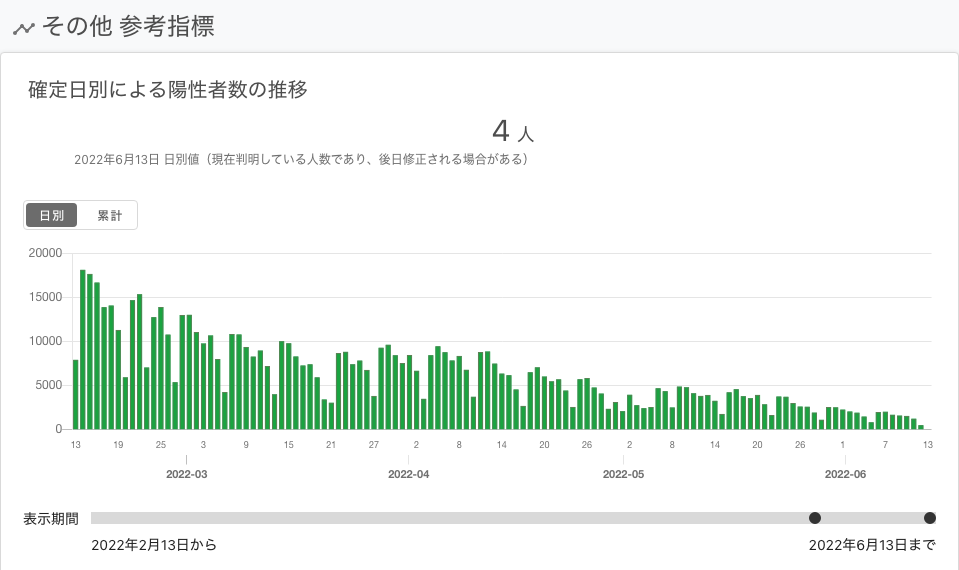 その他 参考指標
確定日別による陽性者数の推移
4 人
2022年6月13日 日別値（現在判明している人数であり、後日修正される場合がある）
日別 累計
20000
15000
10000
5000
0
13 19 25 3 9 15 21 27 2 8 14 20 26 2 8 14 20 26 1 7 13
2022-03 2022-04 2022-05 2022-06
表示期間
2022年2月13日から 2022年6月13日まで